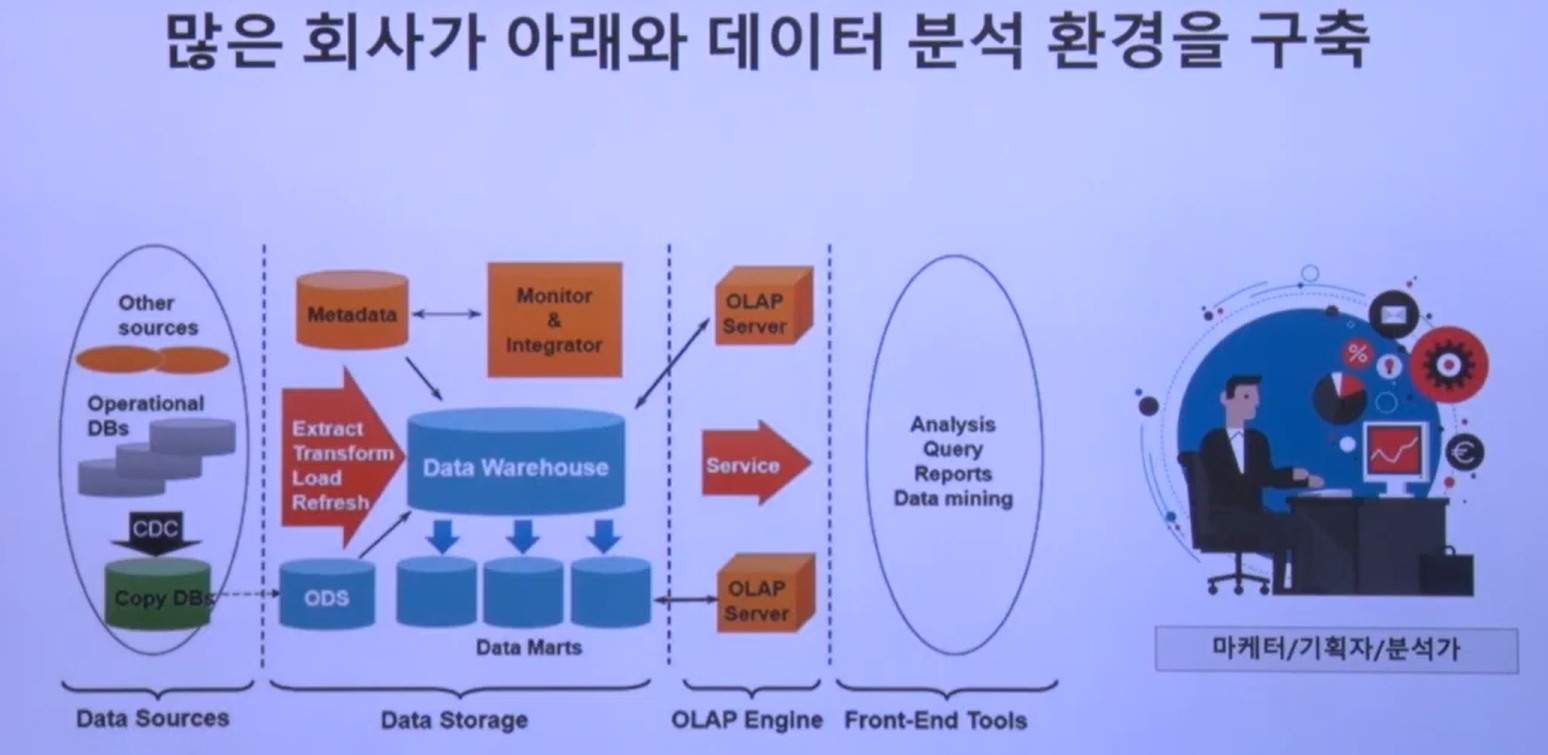 많은 회사가 아래와 데이터 분석 환경을 구축
Other
sources
Operational
DBs
CDC
Copy DBs
Data Sources
Metadata
Monitor
&
Integrator
Extract
Transform
Load
Refresh
Data Warehouse
ODS
Data Marts
Data Storage
OLAP
Server
Service
OLAP
Server
OLAP Engine
Analysis
Query
Reports
Data mining
Front-End Tools
%
€
마케터/기획자/분석가